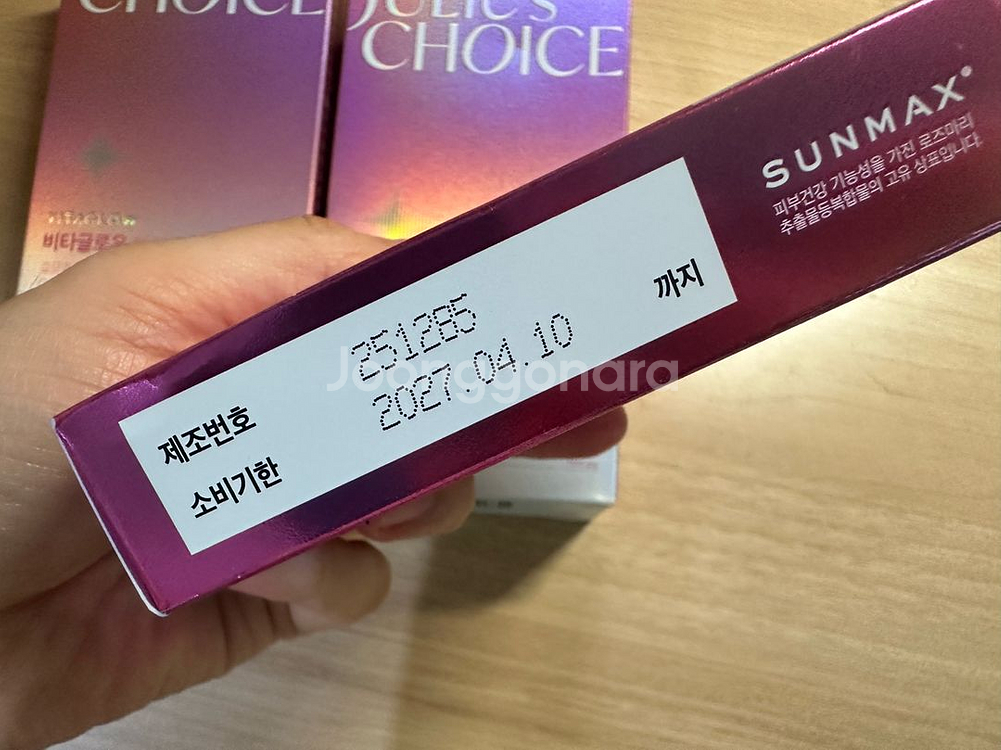 CHOICE
JULIE's
CHOICE
비타글로우
SUNMAX®
피부건강 기능성을 가진 로즈마리
추출물등복합물의 고유 상표입니다.
제조번호 251285
소비기한 2027.04.10 까지
Joonggonara